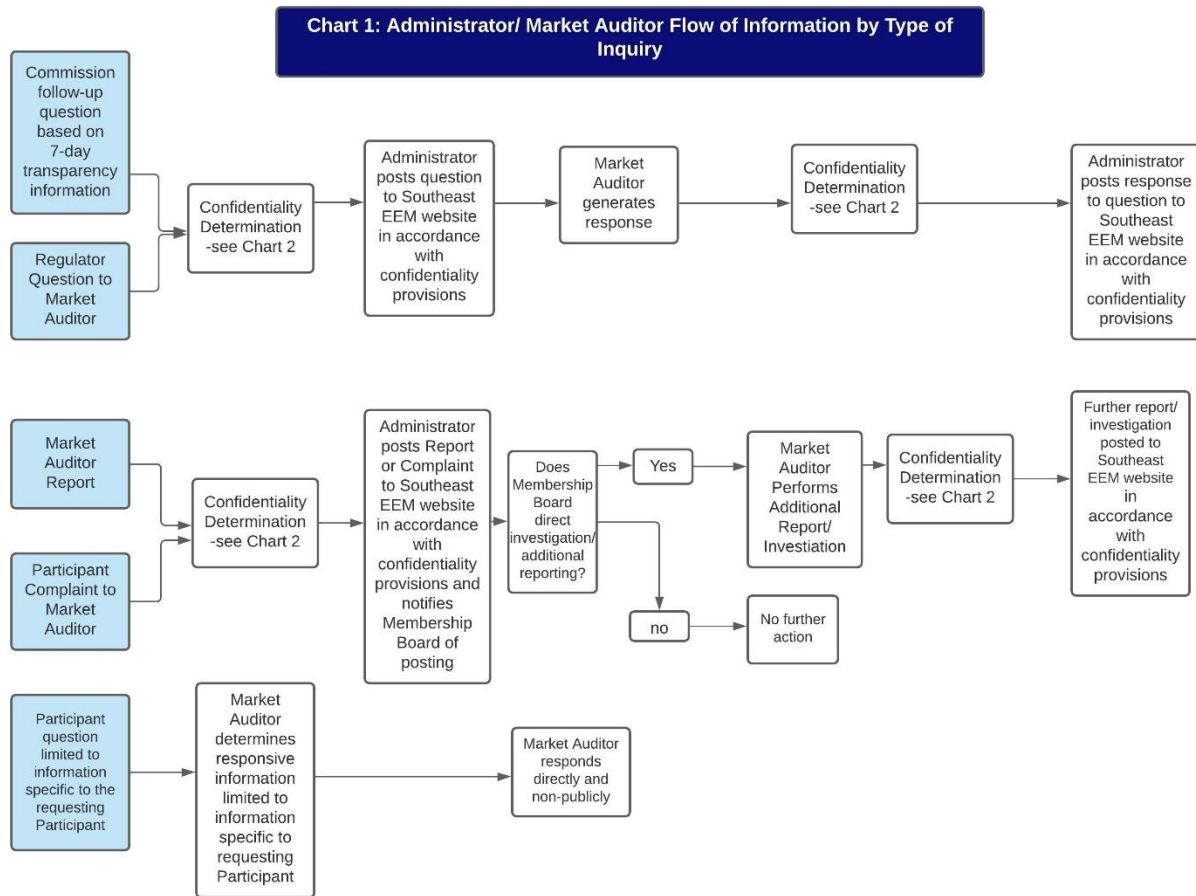 Chart 1: Administrator/ Market Auditor Flow of Information by Type of
Inquiry
Commission
follow-up
question
based on
7-day
transparency
information
Regulator
Question to
Market
Auditor
Confidentiality
Determination
-see Chart 2
Administrator
posts question
to Southeast
EEM website
in accordance
with
confidentiality
provisions
Market
Auditor
generates
response
Confidentiality
Determination
-see Chart 2
Administrator
posts response
to question to
Southeast
EEM website
in accordance
with
confidentiality
provisions
Market
Auditor
Report
Participant
Complaint to
Market
Auditor
Confidentiality
Determination
-see Chart 2
Administrator
posts Report
or Complaint
to Southeast
EEM website
in accordance
with
confidentiality
provisions and
notifies
Membership
Board of
posting
Does
Membership
Board
direct
investigation/
additional
reporting?
Yes
no
Market
Auditor
Performs
Additional
Report/
Investiation
No further
action
Confidentiality
Determination
-see Chart 2
Further report/
investigation
posted to
Southeast
EEM website
in
accordance
with
confidentiality
provisions
Participant
question
limited to
information
specific to the
requesting
Participant
Market
Auditor
determines
responsive
information
limited to
information
specific to
requesting
Participant
Market Auditor
responds
directly and
non-publicly